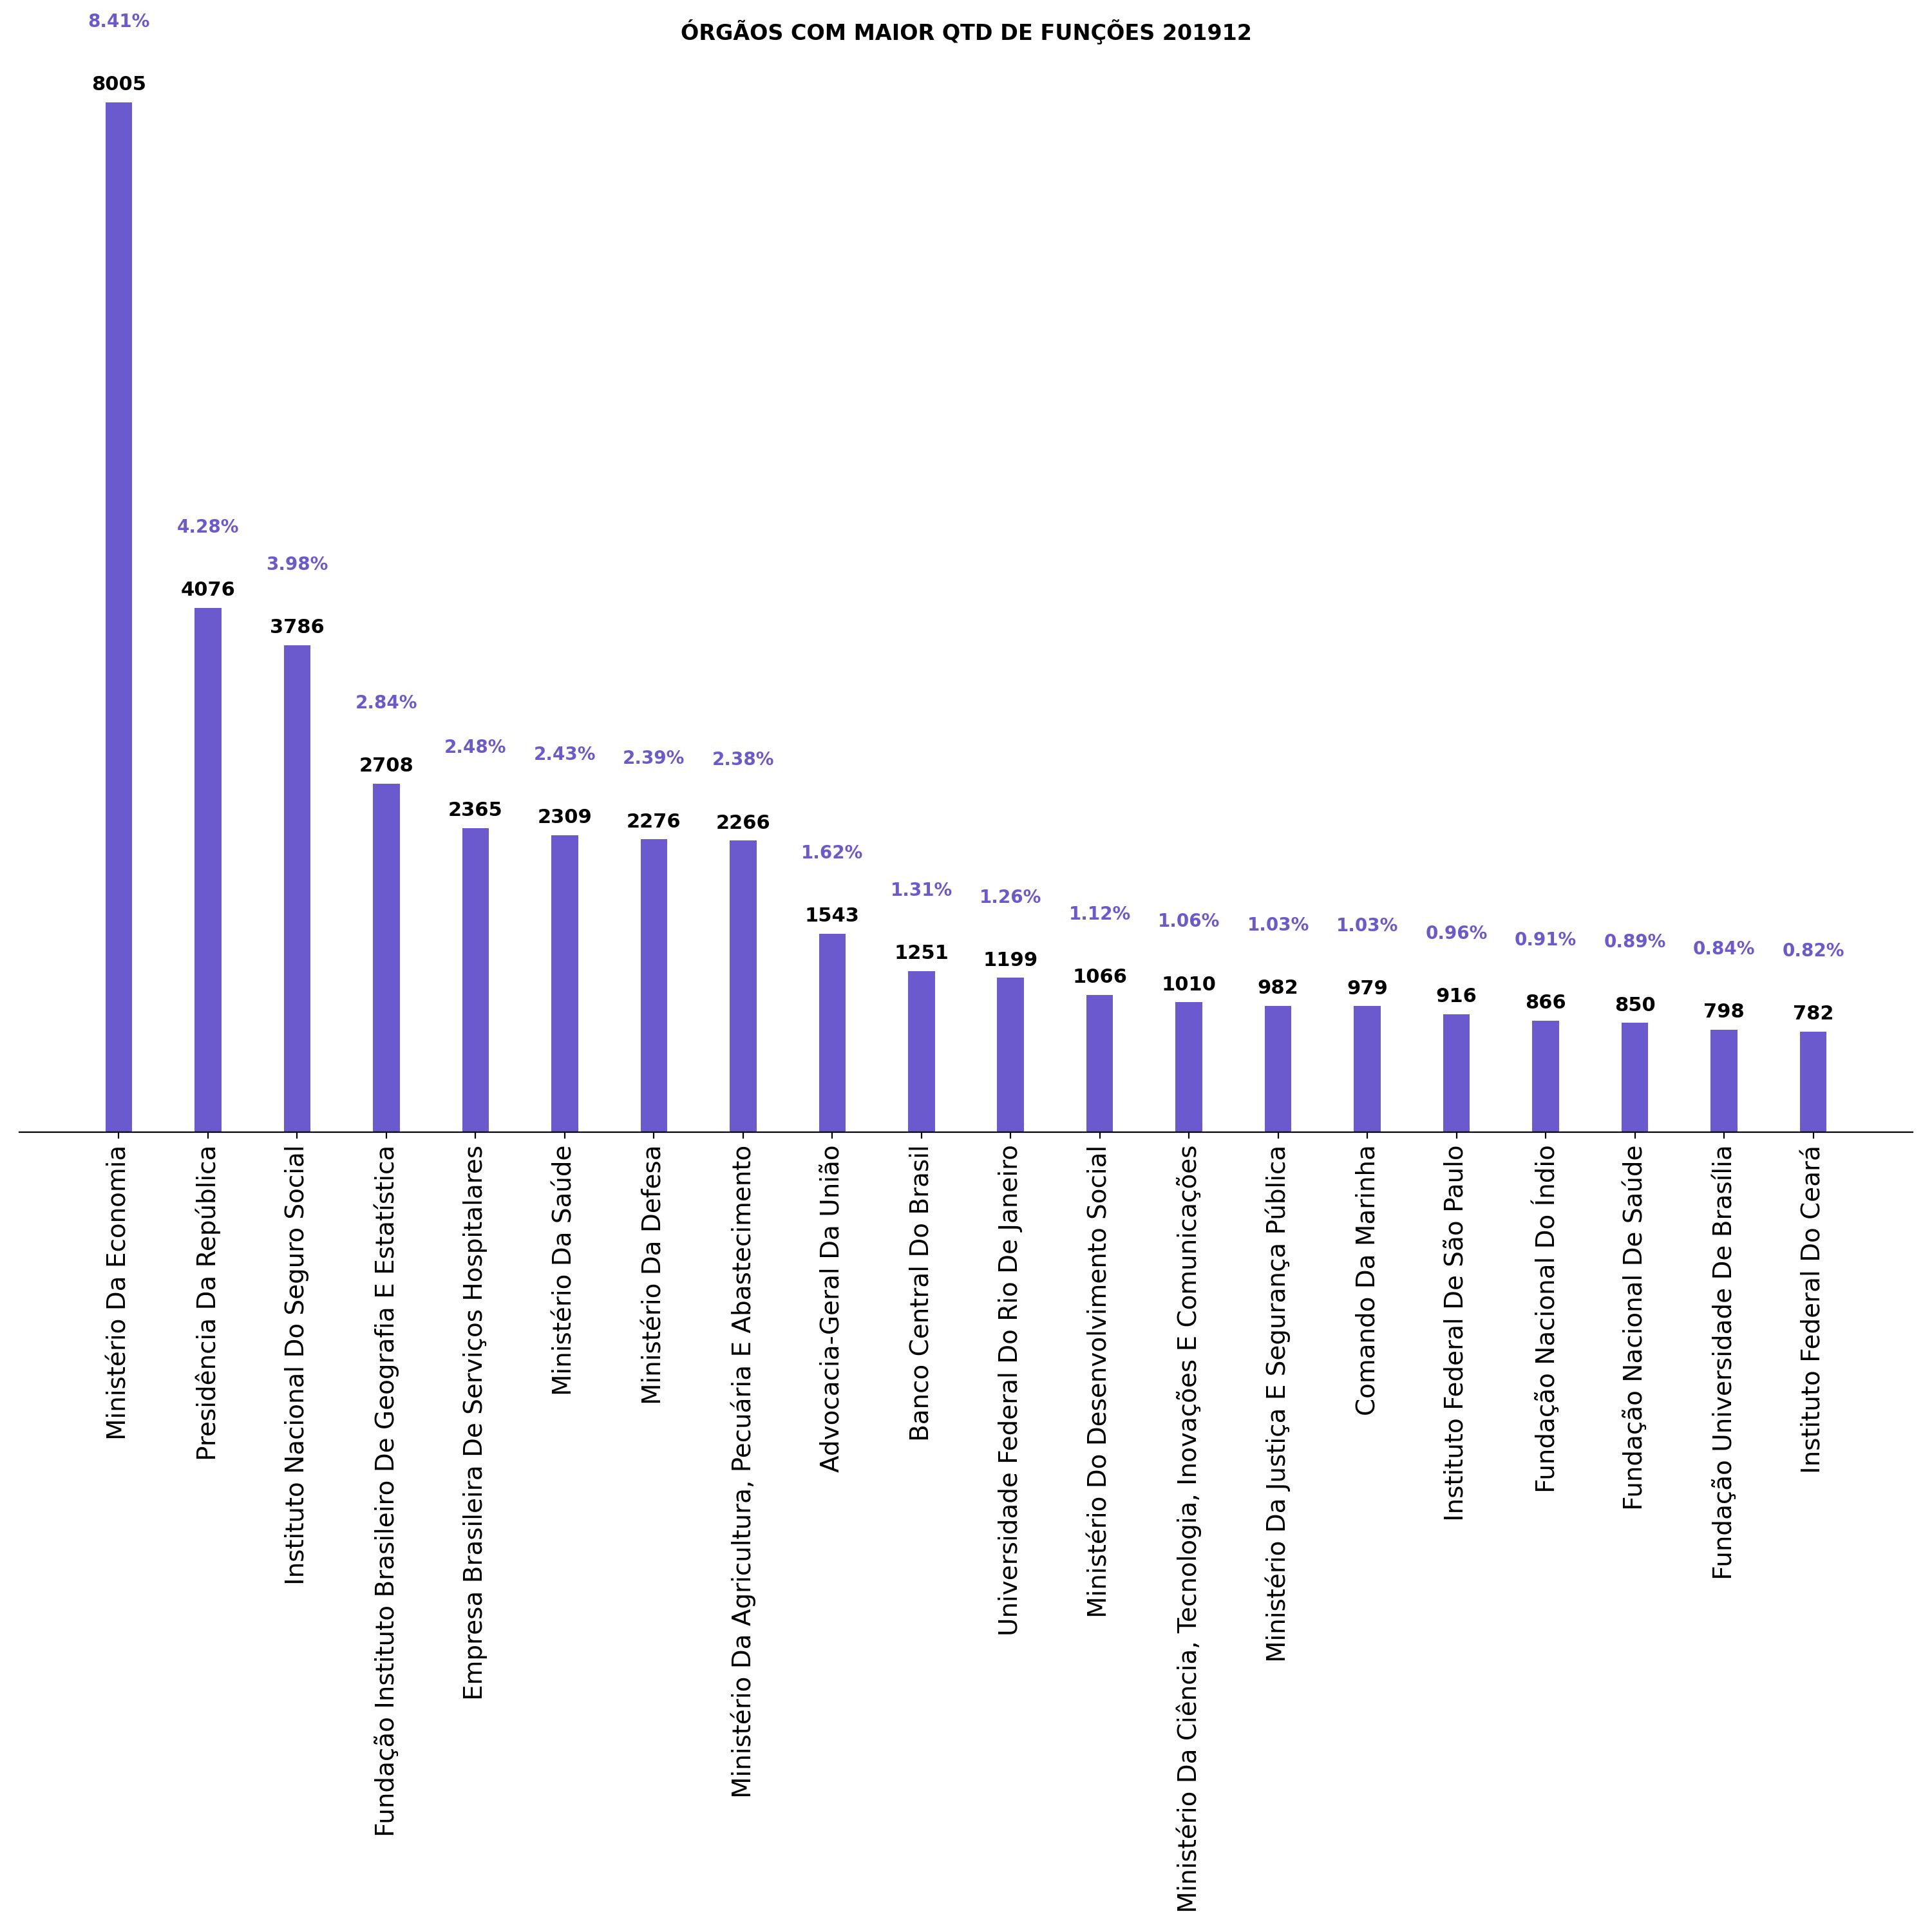 ÓRGÃOS COM MAIOR QTD DE FUNÇÕES 201912
8.41%
8005
4.28%
4076
3.98%
3786
2.84%
2708
2.48%
2365
2.43%
2309
2.39%
2276
2.38%
2266
1.62%
1543
1.31%
1251
1.26%
1199
1.12%
1066
1.06%
1010
1.03%
982
1.03%
979
0.96%
916
0.91%
866
0.89%
850
0.84%
798
0.82%
782
Ministério Da Economia
Presidência Da República
Instituto Nacional Do Seguro Social
Fundação Instituto Brasileiro De Geografia E Estatística
Empresa Brasileira De Serviços Hospitalares
Ministério Da Saúde
Ministério Da Defesa
Ministério Da Agricultura, Pecuária E Abastecimento
Advocacia-Geral Da União
Banco Central Do Brasil
Universidade Federal Do Rio De Janeiro
Ministério Do Desenvolvimento Social
Ministério Da Ciência, Tecnologia, Inovações E Comunicações
Ministério Da Justiça E Segurança Pública
Comando Da Marinha
Instituto Federal De São Paulo
Fundação Nacional Do Índio
Fundação Nacional De Saúde
Fundação Universidade De Brasília
Instituto Federal Do Ceará